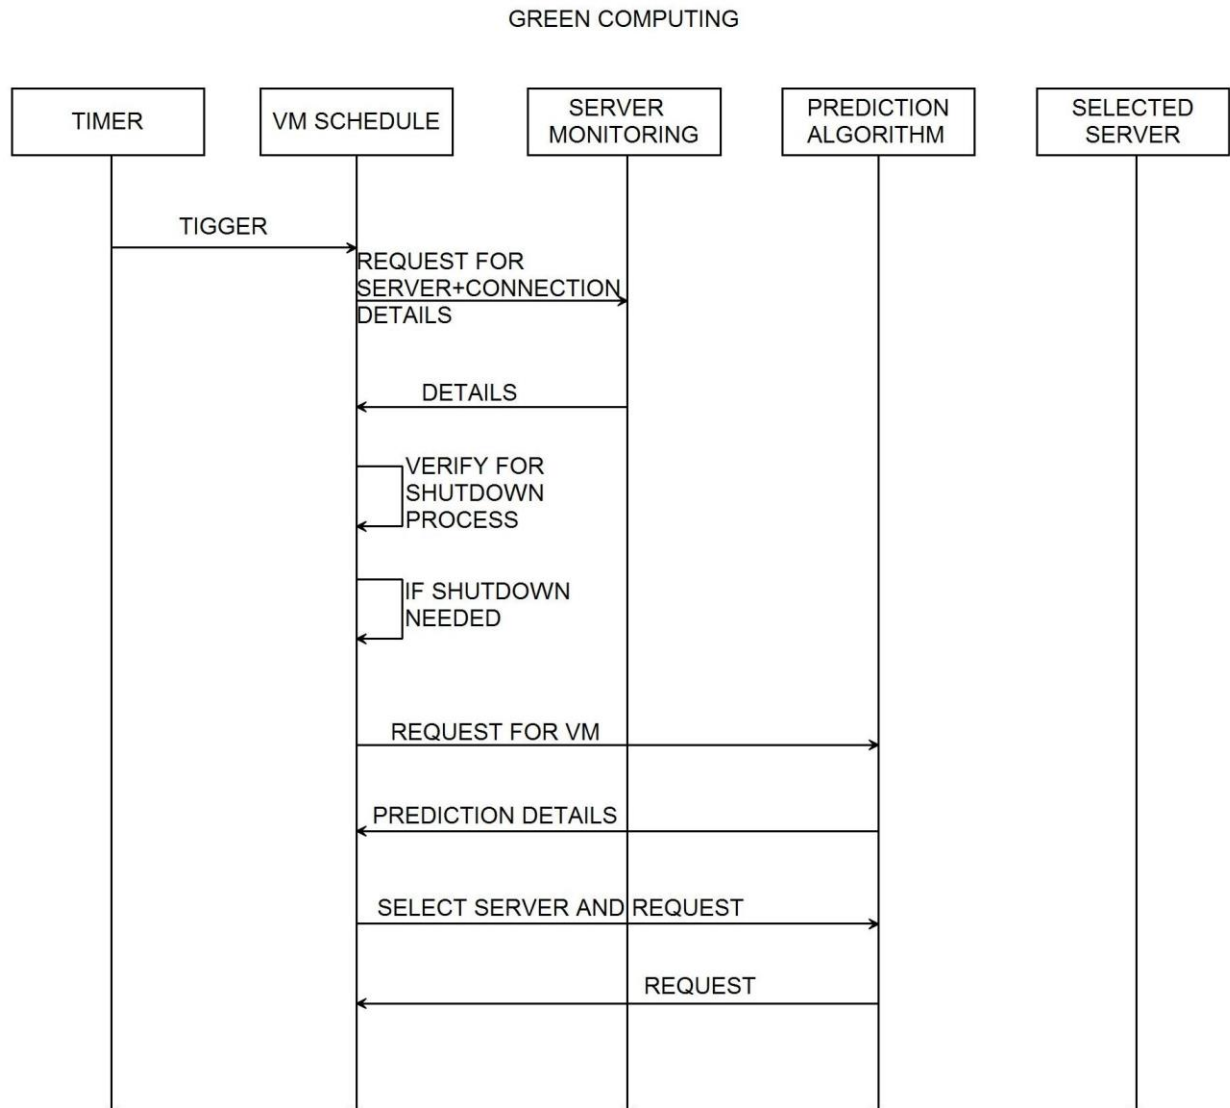 GREEN COMPUTING
TIMER
VM SCHEDULE
SERVER
MONITORING
PREDICTION
ALGORITHM
SELECTED
SERVER
TIGGER
REQUEST FOR
SERVER+CONNECTION
DETAILS
DETAILS
VERIFY FOR
SHUTDOWN
PROCESS
IF SHUTDOWN
NEEDED
REQUEST FOR VM
PREDICTION DETAILS
SELECT SERVER AND REQUEST
REQUEST